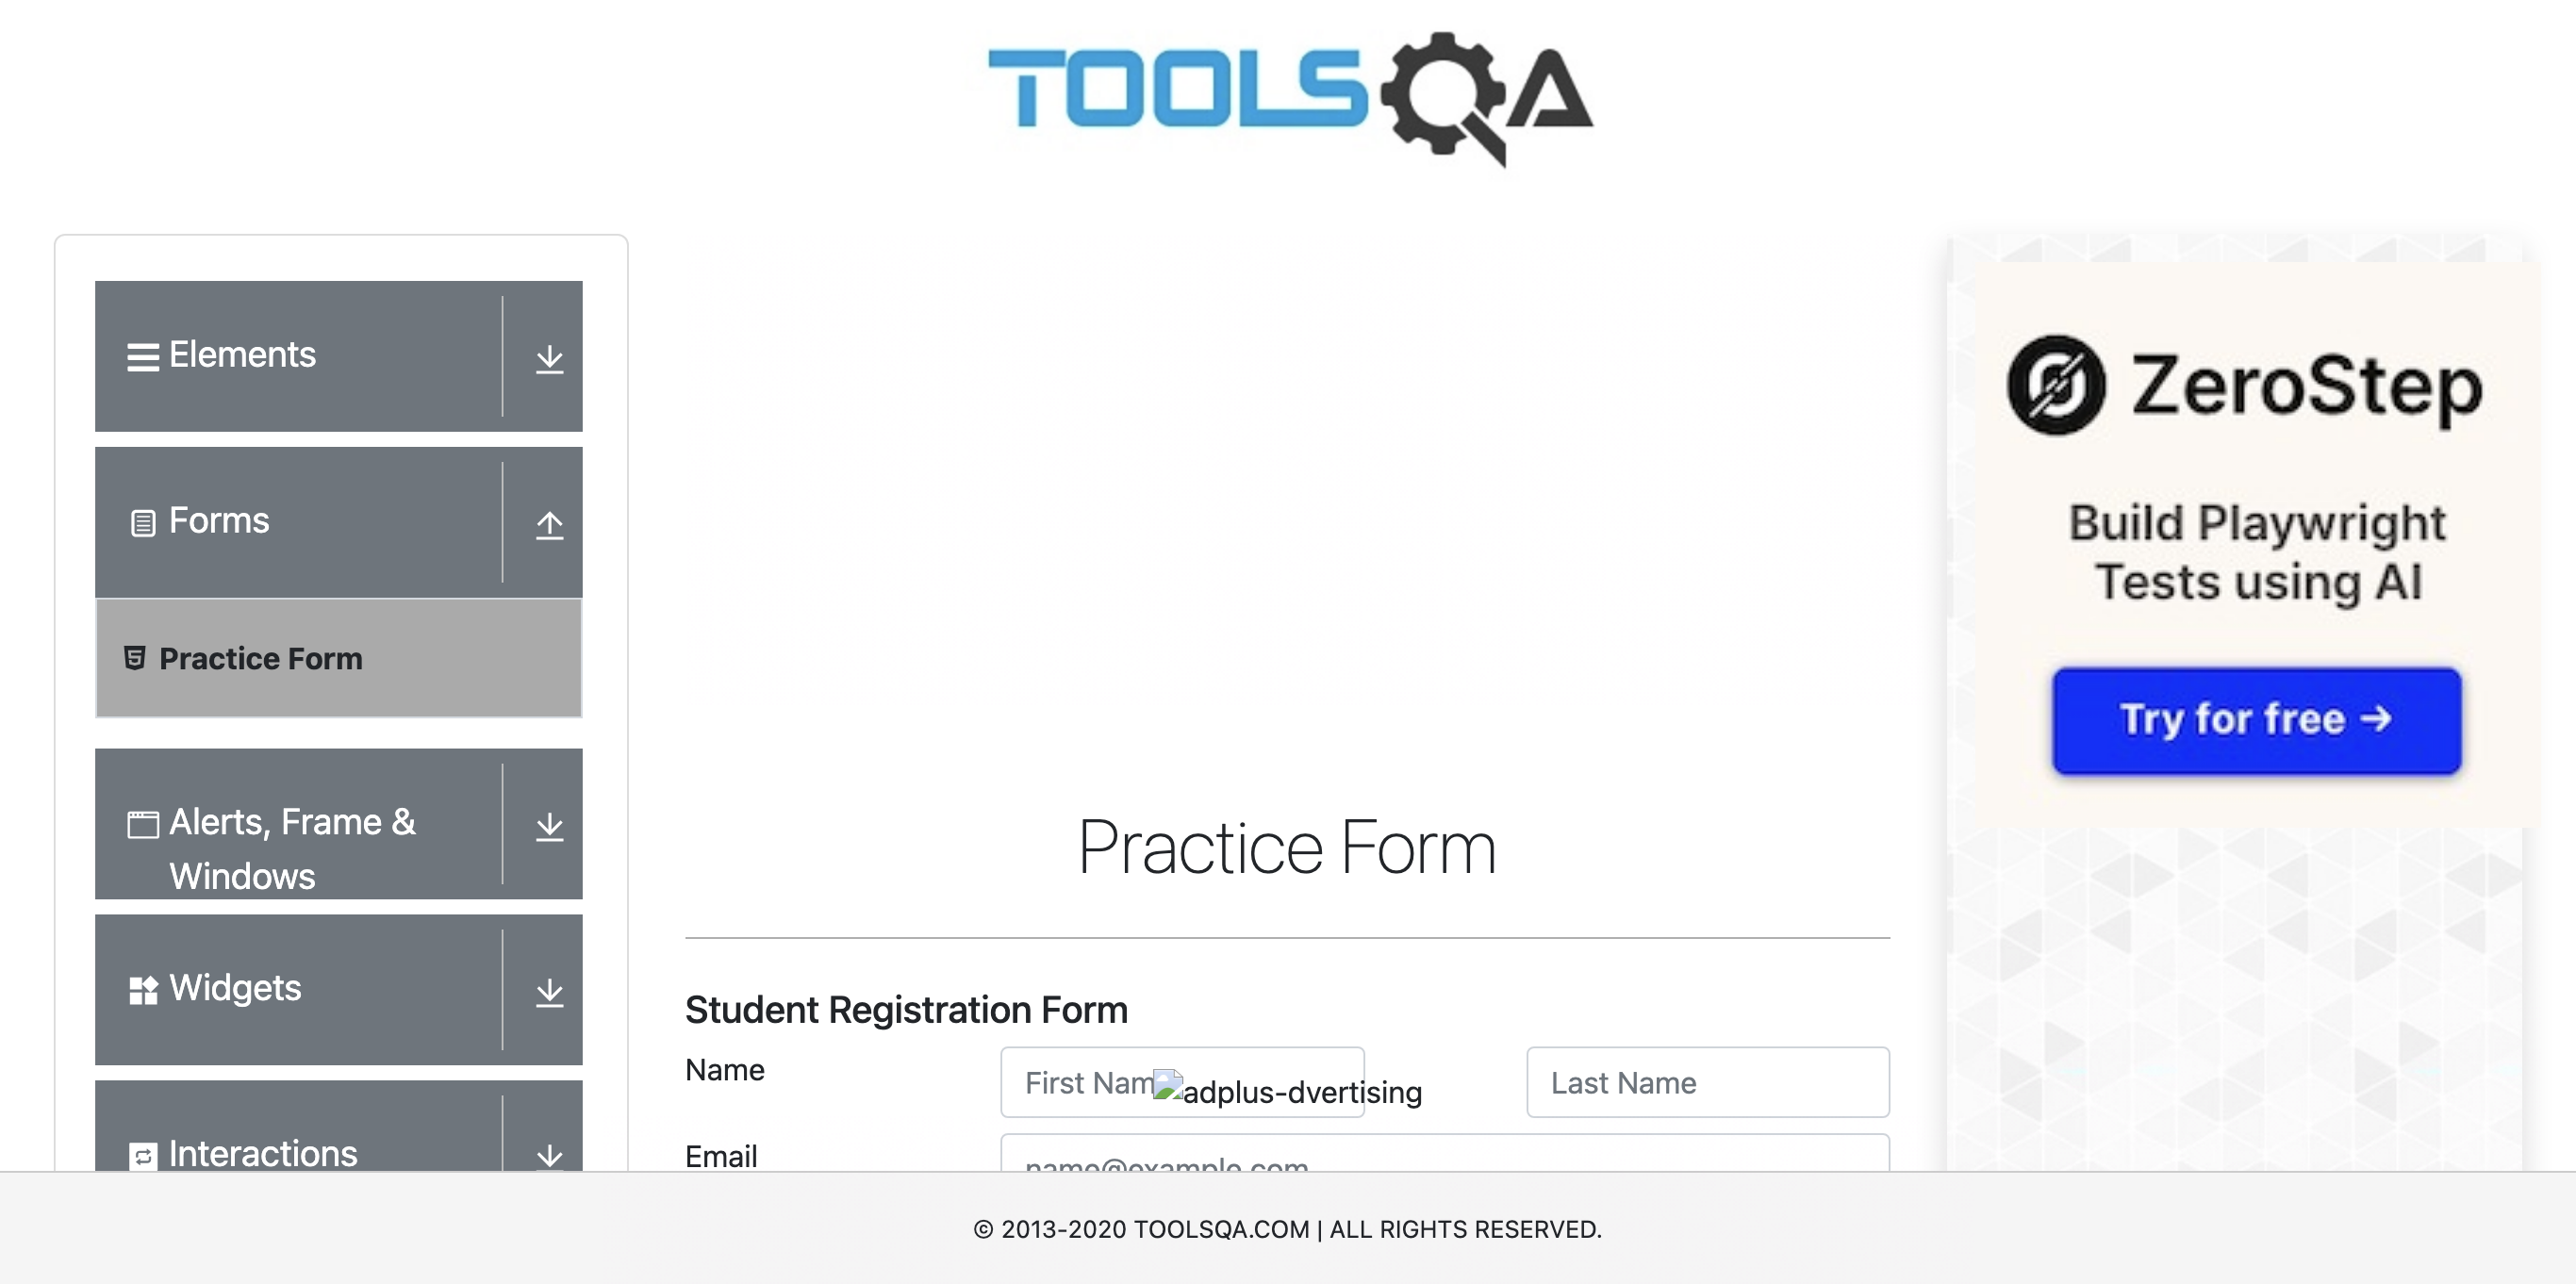 TOOLSQA
Elements
Forms
Practice Form
Alerts, Frame &
Windows
Widgets
Interactions
Practice Form
Student Registration Form
Name
First Nam
adplus-dvertising
Last Name
Email
name@example.com
ZeroStep
Build Playwright
Tests using AI
Try for free →
© 2013-2020 TOOLSQA.COM | ALL RIGHTS RESERVED.